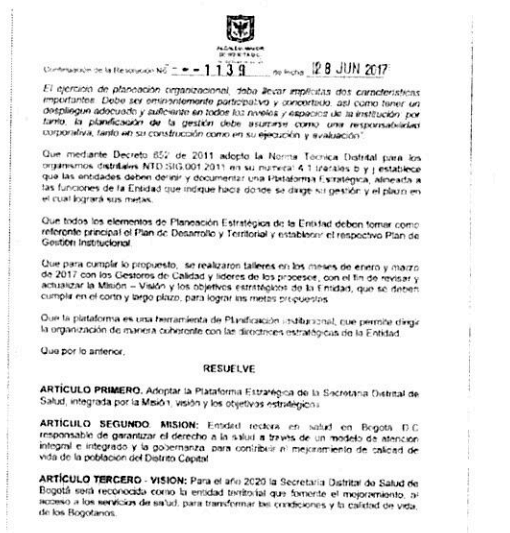 ALCALDÍA MAYOR
DE BOGOTÁ D.C.
Continuación de la Resolución No. - - - 1139 de fecha 28 JUN 2017
El ejercicio de planeación organizacional, debe llevar implícitas dos características
importantes. Debe ser eminentemente participativo y concertado, así como tener un
despliegue adecuado y suficiente en todos los niveles y espacios de la institución por
tanto, la planificación de la gestión debe asumirse como una responsabilidad
corporativa, tanto en su construcción como en su ejecución y evaluación".
Que mediante Decreto 652 de 2011 adopto la Norma Técnica Distrital para los
organismos distritales NTD-SIG.001:2011 en su numeral 4.1 literales b y j establece
que las entidades deben definir y documentar una Plataforma Estratégica, alineada a
las funciones de la Entidad que indique hacia donde se dirige su gestión y el plazo en
el cual logrará sus metas.
Que todos los elementos de Planeación Estratégica de la Entidad deben tomar como
referente principal el Plan de Desarrollo y Territorial y establecer el respectivo Plan de
Gestión Institucional.
Que para cumplir lo propuesto, se realizaron talleres en los meses de enero y marzo
de 2017 con los Gestores de Calidad y líderes de los procesos, con el fin de revisar y
actualizar la Misión – Visión y los objetivos estratégicos de la Entidad, que se deben
cumplir en el corto y largo plazo, para lograr las metas propuestas
Que la plataforma es una herramienta de Planificación institucional, que permite dirigir
la organización de manera coherente con las directrices estratégicas de la Entidad.
Que por lo anterior,
RESUELVE
ARTÍCULO PRIMERO. Adoptar la Plataforma Estratégica de la Secretaría Distrital de
Salud, integrada por la Misión, visión y los objetivos estratégicos
ARTÍCULO SEGUNDO. MISION: Entidad rectora en salud en Bogotá D.C.
responsable de garantizar el derecho a la salud a través de un modelo de atención
integral e integrado y la gobernanza, para contribuir al mejoramiento de calidad de
vida de la población del Distrito Capital
ARTÍCULO TERCERO - VISION: Para el año 2020 la Secretaría Distrital de Salud de
Bogotá será reconocida como la entidad territorial que fomente el mejoramiento, al
acceso a los servicios de salud, para transformar las condiciones y la calidad de vida,
de los Bogotanos.